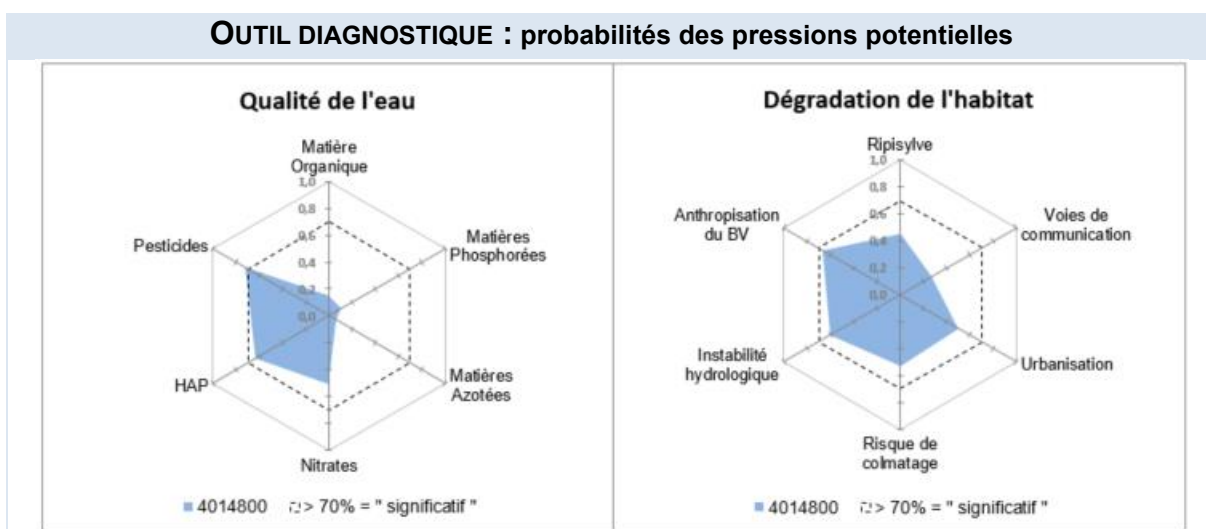 OUTIL DIAGNOSTIQUE : probabilités des pressions potentielles
Qualité de l'eau
Matière
Organique
1,0
0,8
0,6
0,4
0,2
0,0
Pesticides
Matières
Phosphorées
HAP
Matières
Azotées
Nitrates
4014800
> 70% = " significatif "
Dégradation de l'habitat
Ripisylve
1,0
0,8
0,6
0,4
0,2
0,0
Anthropisation
du BV
Voies de
communication
Instabilité
hydrologique
Urbanisation
Risque de
colmatage
4014800
> 70% = " significatif "